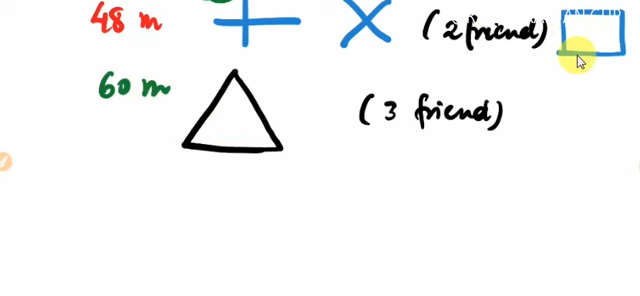 48 m + X (2 friend)
60 m (3 friend)